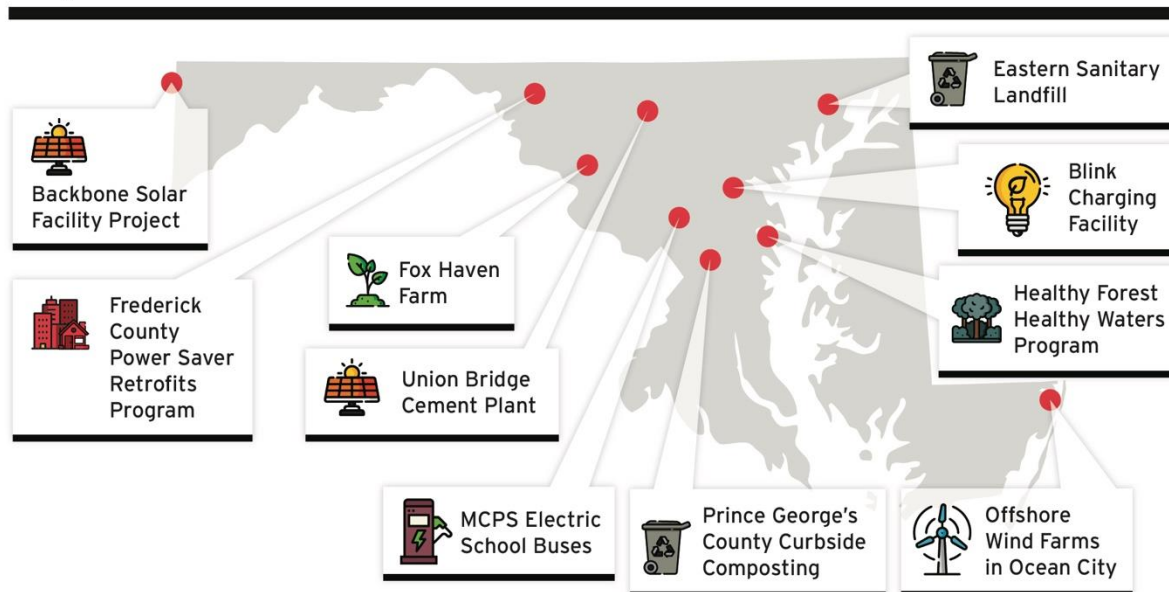 Eastern Sanitary
Landfill
Backbone Solar
Facility Project
Blink
Charging
Facility
Fox Haven
Farm
Frederick
County
Power Saver
Retrofits
Program
Healthy Forest
Healthy Waters
Program
Union Bridge
Cement Plant
MCPS Electric
School Buses
Prince George's
County Curbside
Composting
Offshore
Wind Farms
in Ocean City